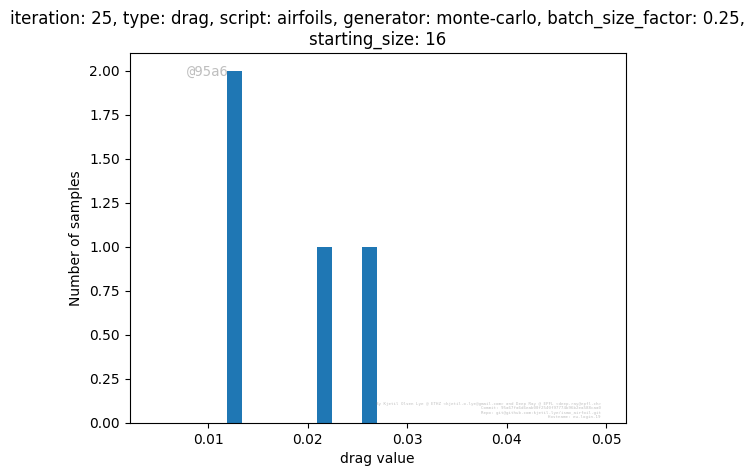 iteration: 25, type: drag, script: airfoils, generator: monte-carlo, batch_size_factor: 0.25,
starting_size: 16
@95a6
2.00
1.75
1.50
1.25
1.00
0.75
0.50
0.25
0.00
Number of samples
0.01
0.02
0.03
0.04
0.05
drag value